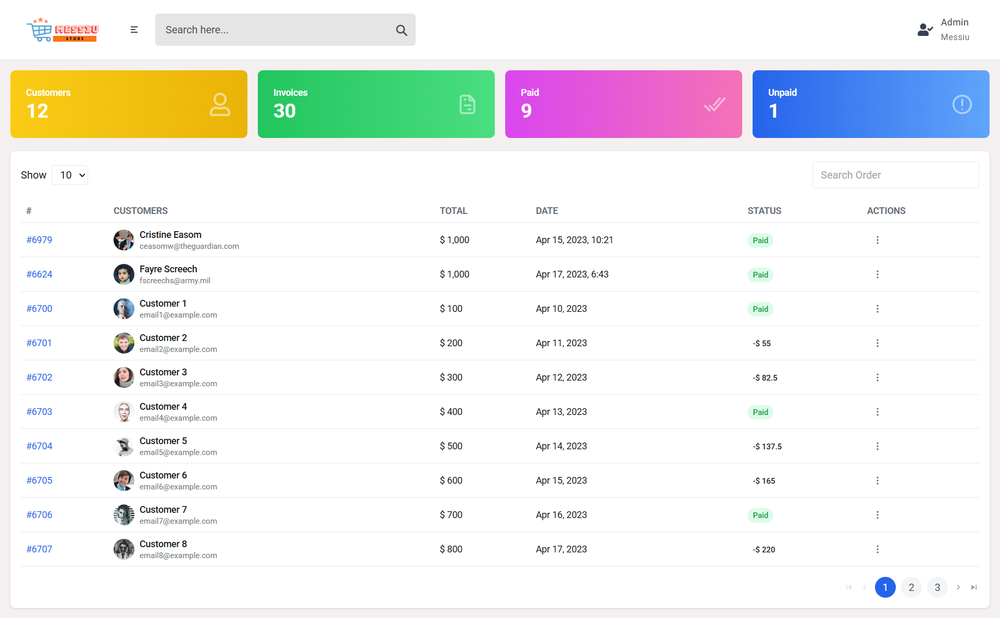 MESSIU
STORE
Search here...
Admin
Messiu
Customers
12
Invoices
30
Paid
9
Unpaid
1
Show 10
Search Order
# CUSTOMERS TOTAL DATE STATUS ACTIONS
#6979 Cristine Easom $ 1,000 Apr 15, 2023, 10:21 Paid
ceasomw@theguardian.com
#6624 Fayre Screech $ 1,000 Apr 17, 2023, 6:43 Paid
fscreechs@army.mil
#6700 Customer 1 $ 100 Apr 10, 2023 Paid
email1@example.com
#6701 Customer 2 $ 200 Apr 11, 2023 -$ 55
email2@example.com
#6702 Customer 3 $ 300 Apr 12, 2023 -$ 82.5
email3@example.com
#6703 Customer 4 $ 400 Apr 13, 2023 Paid
email4@example.com
#6704 Customer 5 $ 500 Apr 14, 2023 -$ 137.5
email5@example.com
#6705 Customer 6 $ 600 Apr 15, 2023 -$ 165
email6@example.com
#6706 Customer 7 $ 700 Apr 16, 2023 Paid
email7@example.com
#6707 Customer 8 $ 800 Apr 17, 2023 -$ 220
email8@example.com
1 2 3